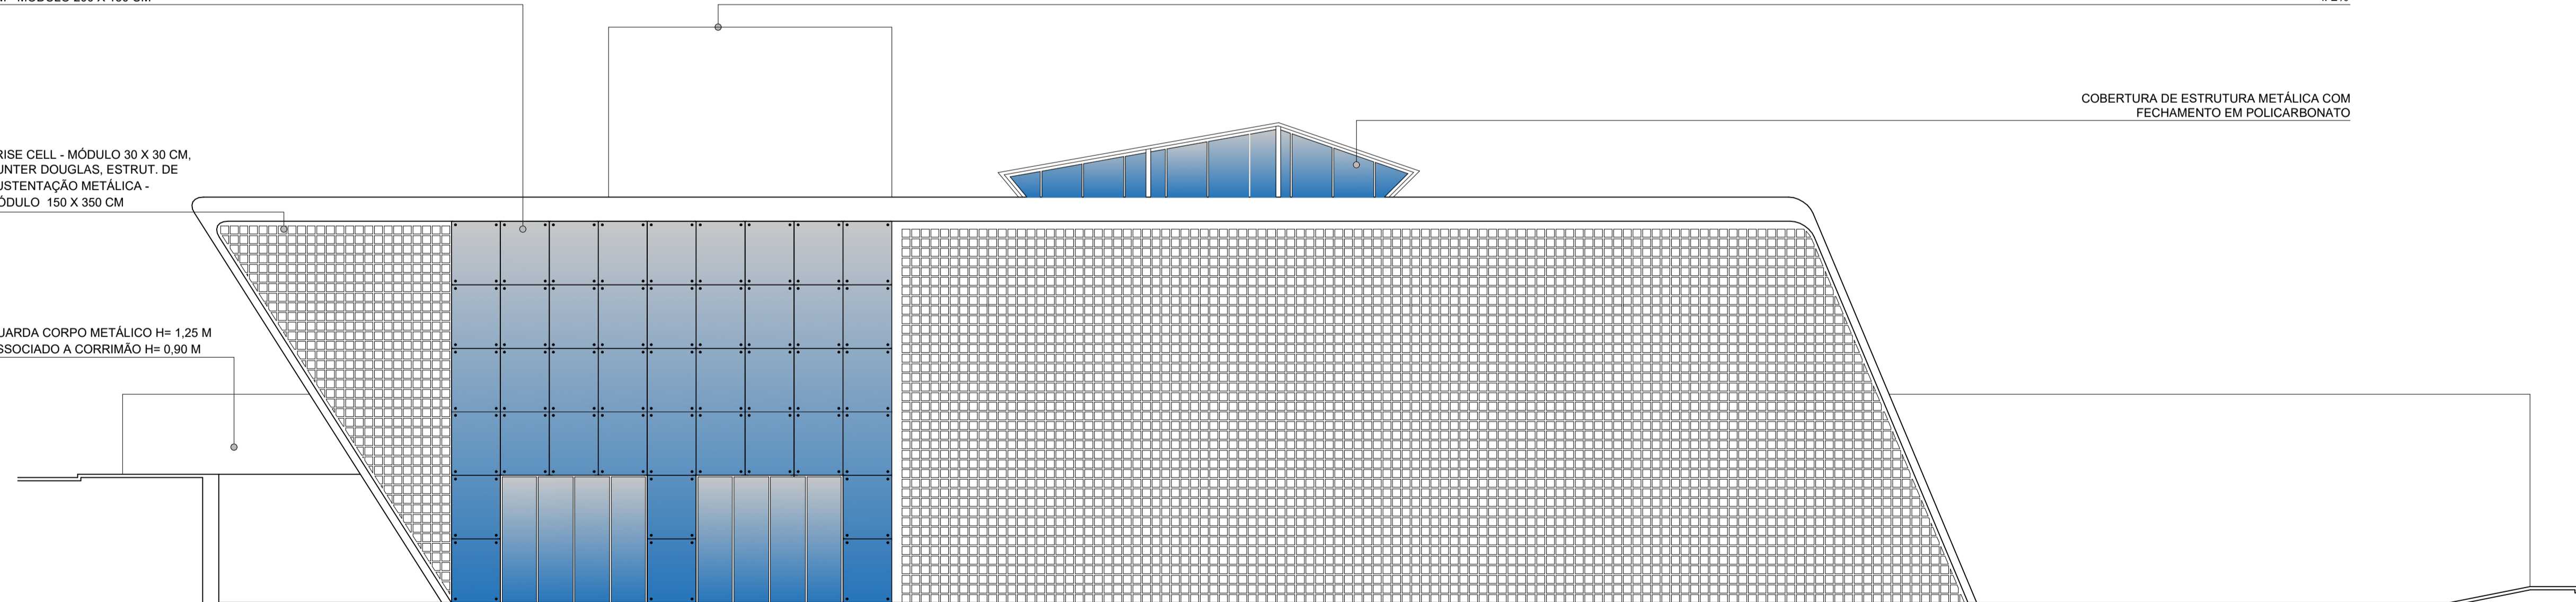 COBERTURA DE ESTRUTURA METÁLICA COM
FECHAMENTO EM POLICARBONATO
RISE CELL - MÓDULO 30 X 30 CM,
UNTER DOUGLAS, ESTRUT. DE
USTENTAÇÃO METÁLICA -
ÓDULO 150 X 350 CM
UARDA CORPO METÁLICO H= 1,25 M
SSOCIADO A CORRIMÃO H= 0,90 M